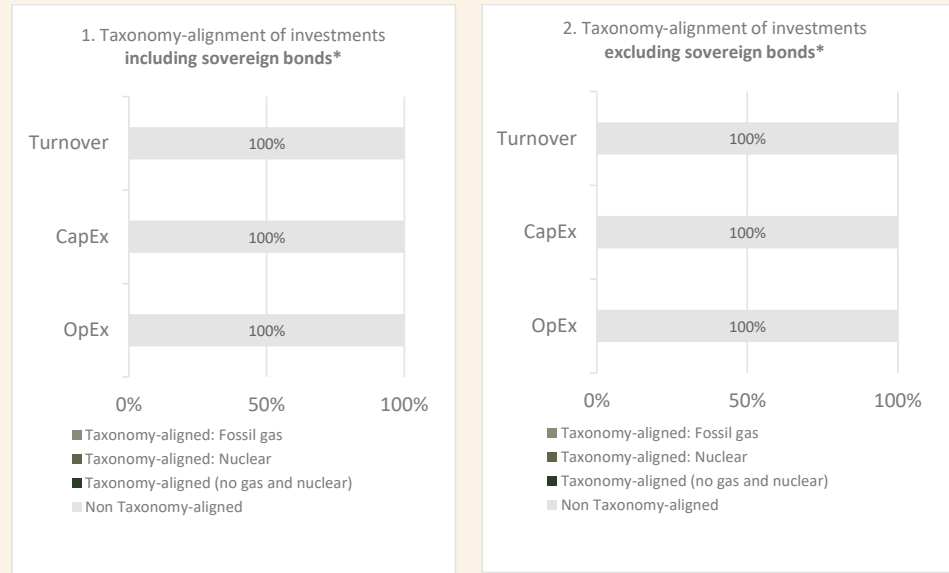 1. Taxonomy-alignment of investments
including sovereign bonds*
Turnover
100%
CapEx
100%
OpEx
100%
0%
50%
100%
Taxonomy-aligned: Fossil gas
Taxonomy-aligned: Nuclear
Taxonomy-aligned (no gas and nuclear)
Non Taxonomy-aligned
2. Taxonomy-alignment of investments
excluding sovereign bonds*
Turnover
100%
CapEx
100%
OpEx
100%
0%
50%
100%
Taxonomy-aligned: Fossil gas
Taxonomy-aligned: Nuclear
Taxonomy-aligned (no gas and nuclear)
Non Taxonomy-aligned